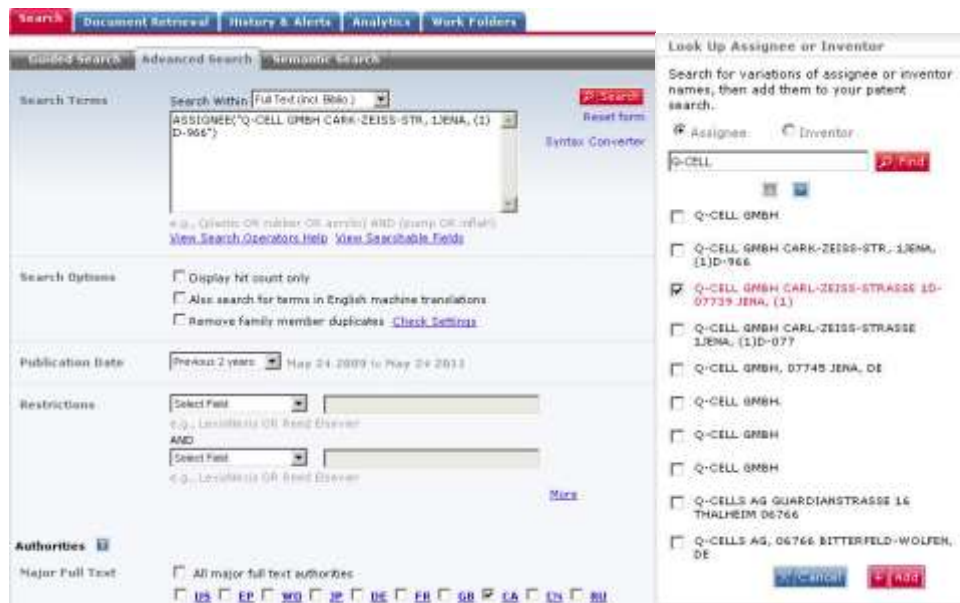 Search Document Retrieval History & Alerts Analytics Work Folders
Guided Search Advanced Search Semantic Search
Search Terms
Search Within Full Text (incl. Biblio.)
Search
ASSIGNEE("Q-CELL GMBH CARK-ZEISS-STR, 1JENA, (1)
D-966")
Reset form
Syntax Converter
e.g., (plastic OR rubber OR acrylic) AND (pump OR inflat!)
View Search Operators Help View Searchable Fields
Search Options
Display hit count only
Also search for terms in English machine translations
Remove family member duplicates Check Settings
Publication Date
Previous 2 years May 24 2009 to May 24 2011
Restrictions
Select Field
e.g., LexisNexis OR Reed Elsevier
AND
Select Field
e.g., LexisNexis OR Reed Elsevier
More
Authorities
Major Full Text
All major full text authorities
US EP WO JP DE FR GB CA CN RU
Look Up Assignee or Inventor
Search for variations of assignee or inventor
names, then add them to your patent
search.
Assignee Inventor
Q-CELL Find
Q-CELL GMBH
Q-CELL GMBH CARK-ZEISS-STR, 1JENA,
(1)D-966
Q-CELL GMBH CARL-ZEISS-STRASSE 1D-
07739 JENA, (1)
Q-CELL GMBH CARL-ZEISS-STRASSE
1JENA, (1)D-077
Q-CELL GMBH, 07745 JENA, DE
Q-CELL GMBH.
Q-CELL GMBH
Q-CELL GMBH
Q-CELLS AG GUARDIANSTRASSE 16
THALHEIM 06766
Q-CELLS AG, 06766 BITTERFELD-WOLFEN,
DE
Cancel Add